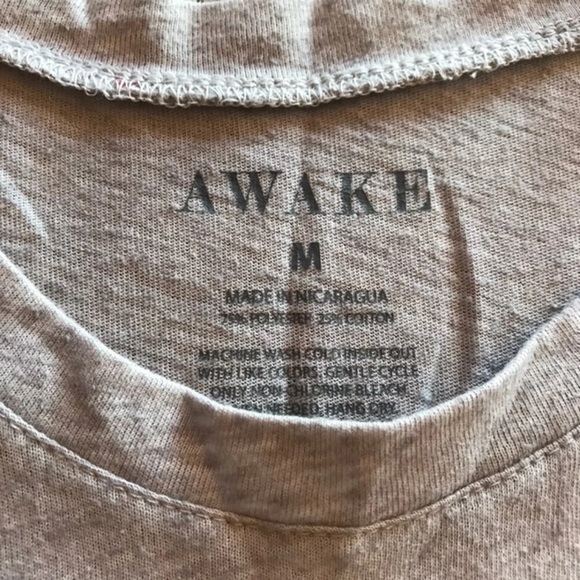 AWAKE
M
MADE IN NICARAGUA
75% POLYESTER 25% COTTON
MACHINE WASH COLD INSIDE OUT
WITH LIKE COLORS, GENTLE CYCLE
ONLY NON-CHLORINE BLEACH
NEEDED, HANG DRY